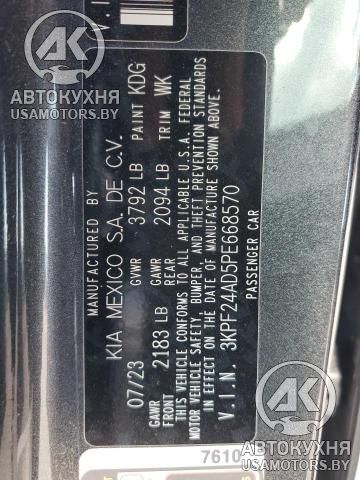 MANUFACTURED BY
KIA MEXICO S.A. DE C.V.
07/23 GVWR 3792 LB PAINT KDG
GAWR FRONT 2183 LB GAWR REAR 2094 LB TRIM WK
THIS VEHICLE CONFORMS TO ALL APPLICABLE U.S.A. FEDERAL
MOTOR VEHICLE SAFETY, BUMPER, AND THEFT PREVENTION STANDARDS
IN EFFECT ON THE DATE OF MANUFACTURE SHOWN ABOVE.
V.I.N. 3KPF24AD5PE668570
PASSENGER CAR
7610
АК
АВТОКУХНЯ
USAMOTORS.BY
АК
АВТОКУХНЯ
USAMOTORS.BY